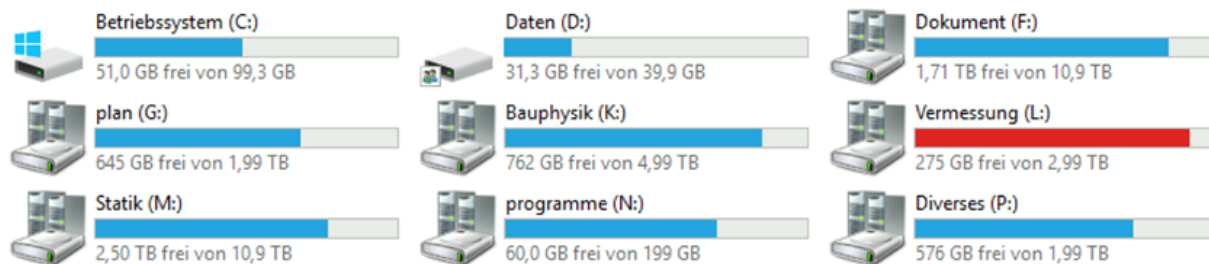 Betriebssystem (C:)
51,0 GB frei von 99,3 GB
Daten (D:)
31,3 GB frei von 39,9 GB
Dokument (F:)
1,71 TB frei von 10,9 TB
plan (G:)
645 GB frei von 1,99 TB
Bauphysik (K:)
762 GB frei von 4,99 TB
Vermessung (L:)
275 GB frei von 2,99 TB
Statik (M:)
2,50 TB frei von 10,9 TB
programme (N:)
60,0 GB frei von 199 GB
Diverses (P:)
576 GB frei von 1,99 TB